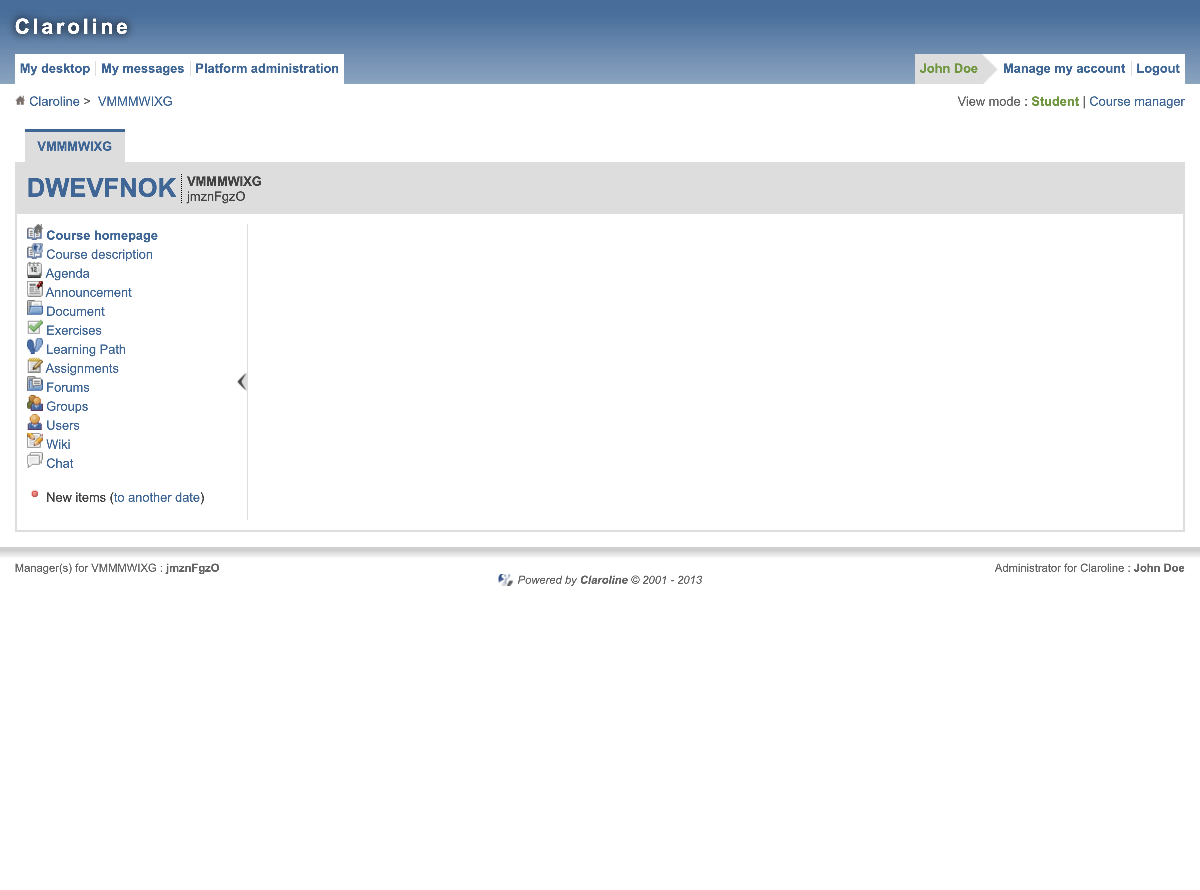 Claroline
My desktop My messages Platform administration John Doe Manage my account Logout
Claroline > VMMMWIXG View mode : Student | Course manager
VMMMWIXG
DWEVFNOK VMMMWIXG
jmznFgzO
Course homepage
Course description
Agenda
Announcement
Document
Exercises
Learning Path
Assignments
Forums
Groups
Users
Wiki
Chat
New items (to another date)
Manager(s) for VMMMWIXG : jmznFgzO Administrator for Claroline : John Doe
Powered by Claroline © 2001 - 2013